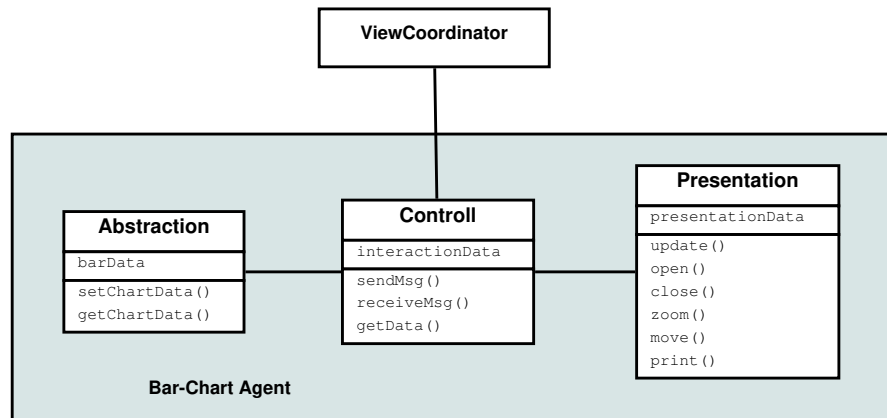 ViewCoordinator
Abstraction
barData
setChartData()
getChartData()
Controll
interactionData
sendMsg()
receiveMsg()
getData()
Presentation
presentationData
update()
open()
close()
zoom()
move()
print()
Bar-Chart Agent